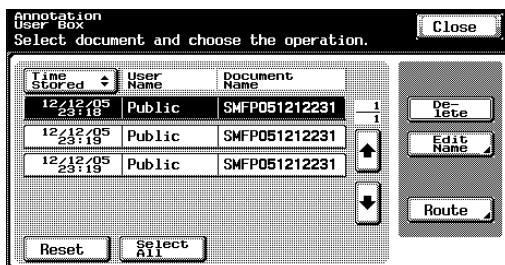 Annotation
User Box
Close
Select document and choose the operation.
Time Stored
User Name
Document Name
12/12/05 23:18
Public
SMFP051212231
1
1
12/12/05 23:19
Public
SMFP051212231
12/12/05 23:19
Public
SMFP051212231
De-
lete
Edit
Name
Route
Reset
Select
All